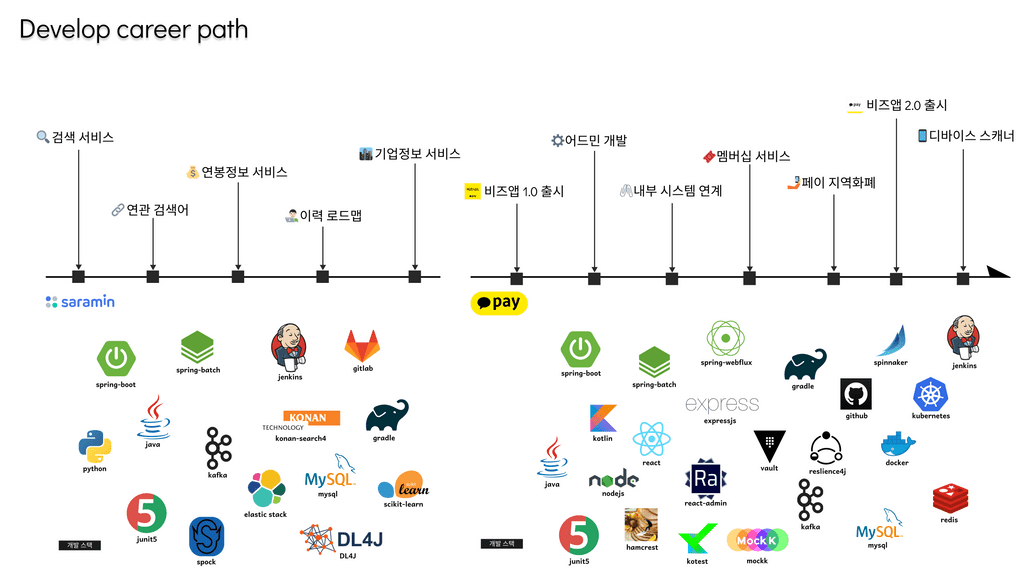 Develop career path
비즈앱 2.0 출시
검색 서비스
디바이스 스캐너
어드민 개발
기업정보 서비스
멤버십 서비스
연봉정보 서비스
페이 지역화폐
비즈앱 1.0 출시
내부 시스템 연계
연관 검색어
이력 로드맵
saramin
pay
spring-boot
spring-batch
jenkins
gitlab
java
KONAN
TECHNOLOGY
konan-search4
gradle
python
kafka
elastic stack
MySQL
mysql
learn
scikit-learn
junit5
spock
DL4J
DL4J
개발 스택
spring-boot
spring-batch
spring-webflux
gradle
spinnaker
jenkins
kotlin
express
expressjs
github
kubernetes
java
react
vault
reslience4j
docker
node
nodejs
Ra
react-admin
kafka
MySQL
mysql
redis
5
junit5
hamcrest
kotest
MockK
mockk
개발 스택